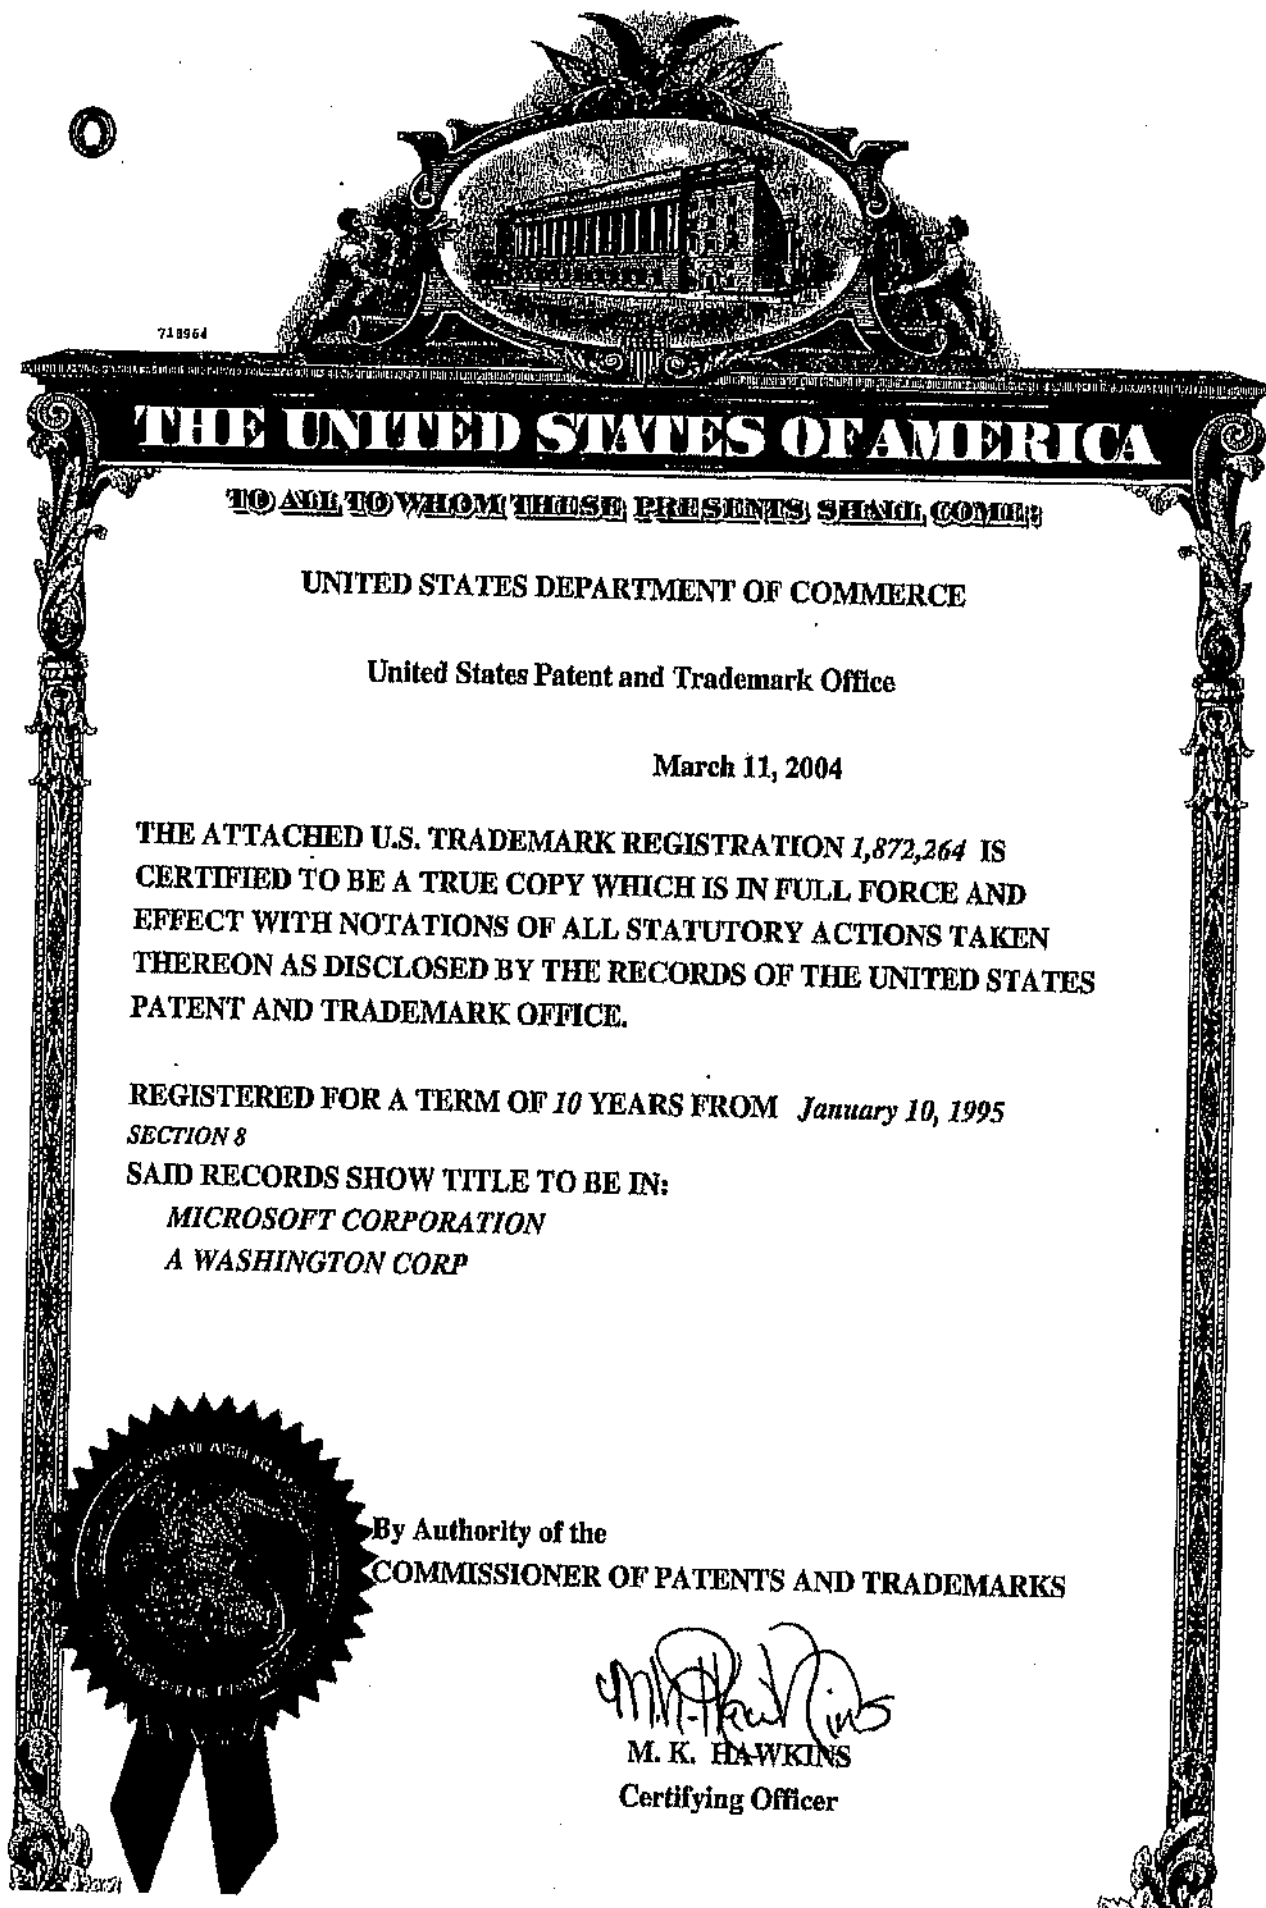 718964
THE UNITED STATES OF AMERICA
TO ALL TO WHOM THESE PRESENTS SHALL COME:
UNITED STATES DEPARTMENT OF COMMERCE
United States Patent and Trademark Office
March 11, 2004
THE ATTACHED U.S. TRADEMARK REGISTRATION 1,872,264 IS
CERTIFIED TO BE A TRUE COPY WHICH IS IN FULL FORCE AND
EFFECT WITH NOTATIONS OF ALL STATUTORY ACTIONS TAKEN
THEREON AS DISCLOSED BY THE RECORDS OF THE UNITED STATES
PATENT AND TRADEMARK OFFICE.
REGISTERED FOR A TERM OF 10 YEARS FROM January 10, 1995
SECTION 8
SAID RECORDS SHOW TITLE TO BE IN:
MICROSOFT CORPORATION
A WASHINGTON CORP
By Authority of the
COMMISSIONER OF PATENTS AND TRADEMARKS
M.K. Hawkins
M. K. HAWKINS
Certifying Officer